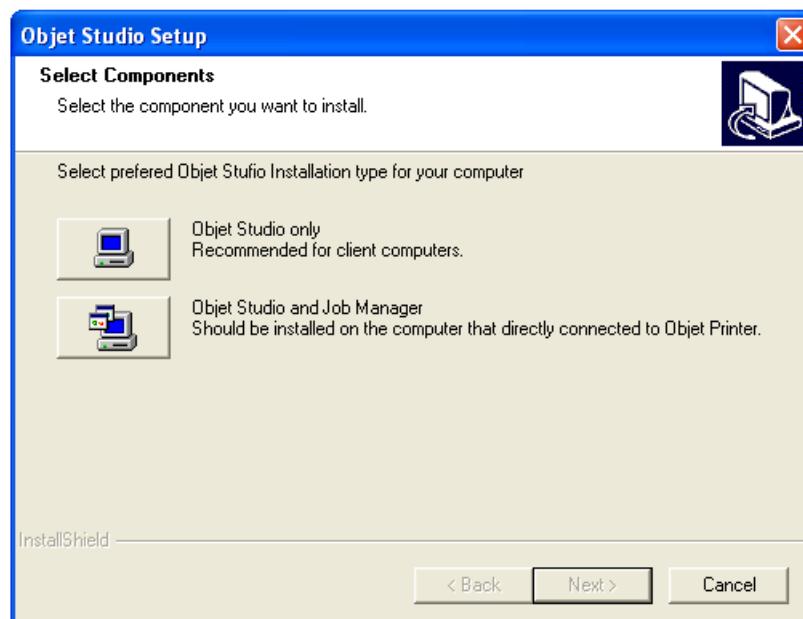 Objet Studio Setup
Select Components
Select the component you want to install.
Select prefered Objet Stufio Installation type for your computer
Objet Studio only
Recommended for client computers.
Objet Studio and Job Manager
Should be installed on the computer that directly connected to Objet Printer.
InstallShield
< Back
Next >
Cancel